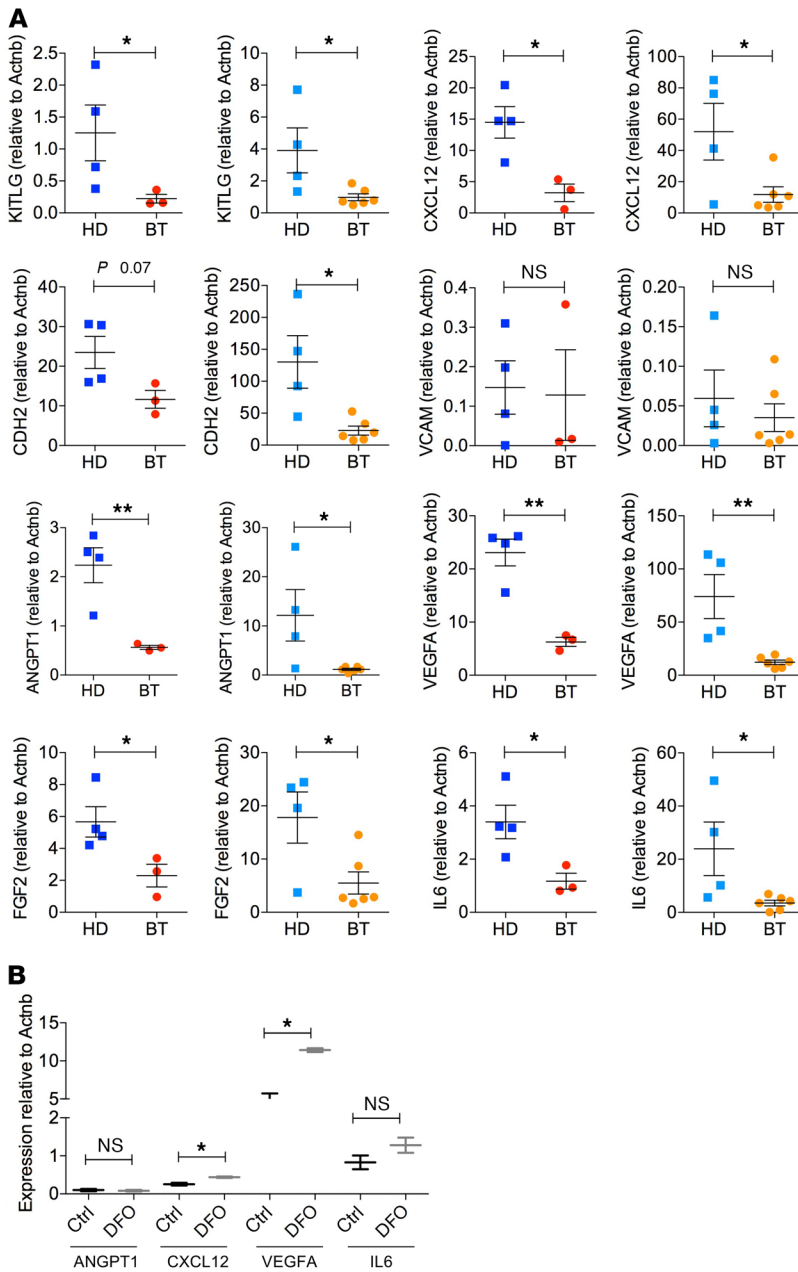 A
KITLG (relative to Actnb)
2.5
2.0
1.5
1.0
0.5
0.0
*
HD BT
KITLG (relative to Actnb)
10
8
6
4
2
0
*
HD BT
CXCL12 (relative to Actnb)
25
20
15
10
5
0
*
HD BT
CXCL12 (relative to Actnb)
100
80
60
40
20
0
*
HD BT
CDH2 (relative to Actnb)
40
30
20
10
0
P 0.07
HD BT
CDH2 (relative to Actnb)
250
200
150
100
50
0
*
HD BT
VCAM (relative to Actnb)
0.4
0.3
0.2
0.1
0.0
NS
HD BT
VCAM (relative to Actnb)
0.20
0.15
0.10
0.05
0.00
NS
HD BT
ANGPT1 (relative to Actnb)
3
2
1
0
**
HD BT
ANGPT1 (relative to Actnb)
30
20
10
0
*
HD BT
VEGFA (relative to Actnb)
30
20
10
0
**
HD BT
VEGFA (relative to Actnb)
150
100
50
0
**
HD BT
FGF2 (relative to Actnb)
10
8
6
4
2
0
*
HD BT
FGF2 (relative to Actnb)
30
20
10
0
*
HD BT
IL6 (relative to Actnb)
6
4
2
0
*
HD BT
IL6 (relative to Actnb)
60
40
20
0
*
HD BT
B
Expression relative to Actnb
15
10
5
2
1
0
NS
*
*
NS
Ctrl DFO Ctrl DFO Ctrl DFO Ctrl DFO
ANGPT1 CXCL12 VEGFA IL6